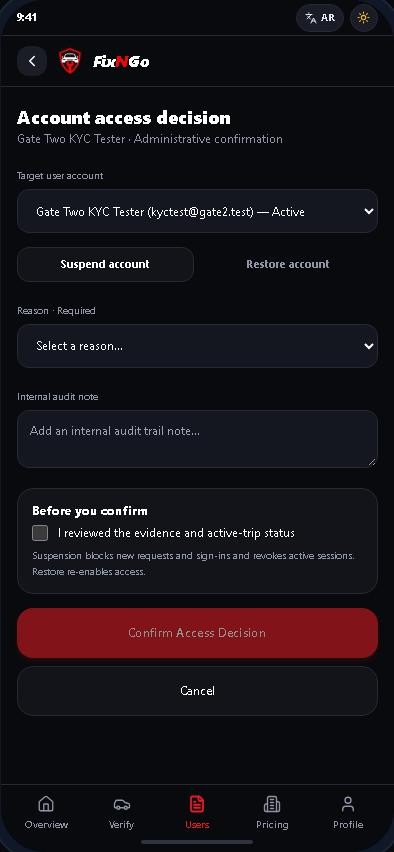 9:41
AR
FixNGo
Account access decision
Gate Two KYC Tester · Administrative confirmation
Target user account
Gate Two KYC Tester (kyctest@gate2.test) — Active
Suspend account
Restore account
Reason · Required
Select a reason...
Internal audit note
Add an internal audit trail note...
Before you confirm
I reviewed the evidence and active-trip status
Suspension blocks new requests and sign-ins and revokes active sessions.
Restore re-enables access.
Confirm Access Decision
Cancel
Overview
Verify
Users
Pricing
Profile